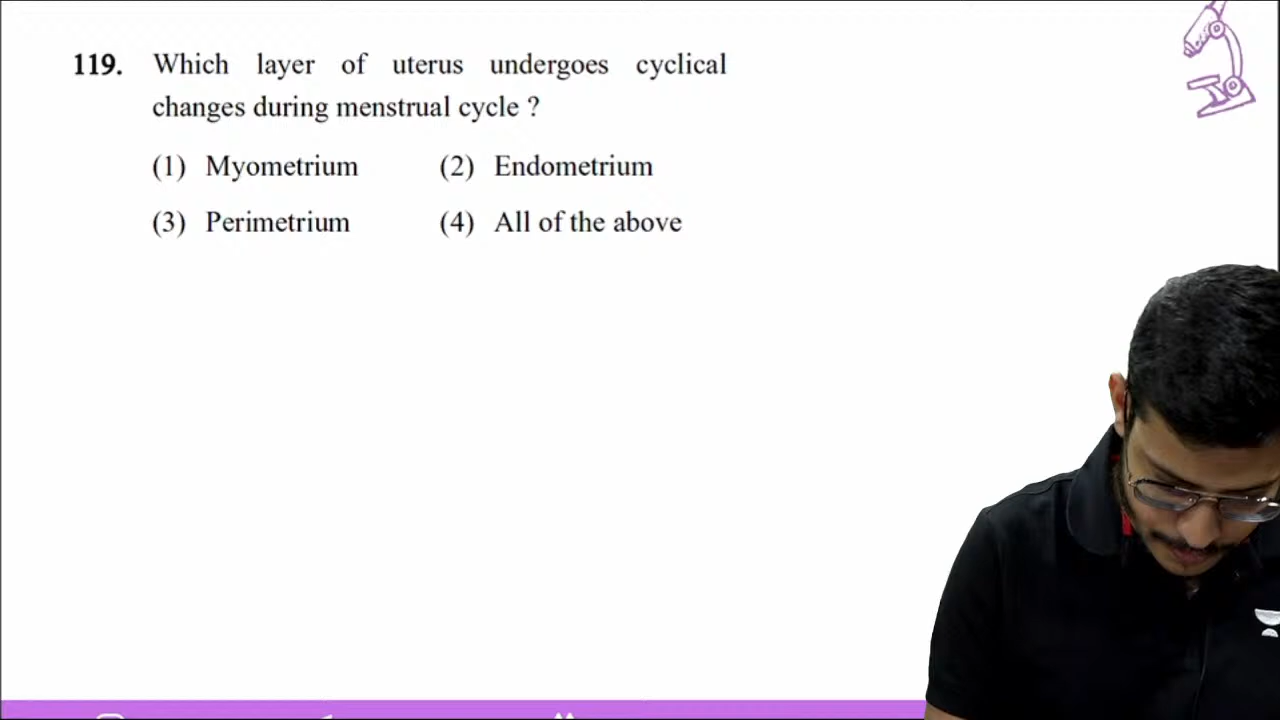 119. Which layer of uterus undergoes cyclical
changes during menstrual cycle ?
(1) Myometrium (2) Endometrium
(3) Perimetrium (4) All of the above